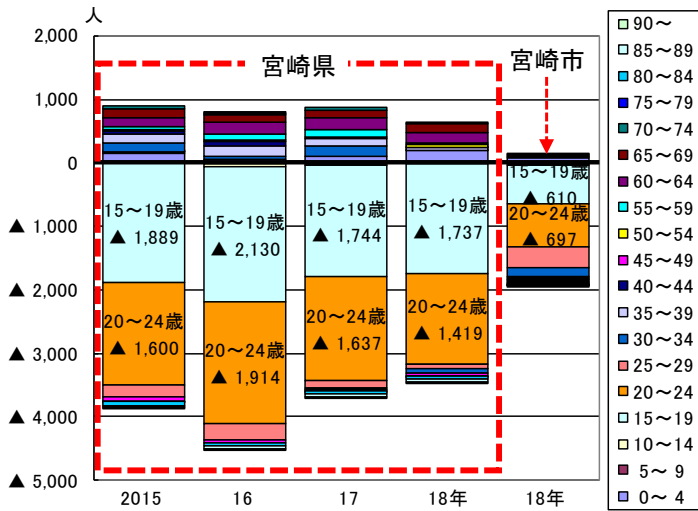 人
2,000
1,000
0
▲ 1,000
▲ 2,000
▲ 3,000
▲ 4,000
▲ 5,000
宮崎県
宮崎市
15～19歳
▲ 1,889
20～24歳
▲ 1,600
15～19歳
▲ 2,130
20～24歳
▲ 1,914
15～19歳
▲ 1,744
20～24歳
▲ 1,637
15～19歳
▲ 1,737
20～24歳
▲ 1,419
15～19歳
▲ 610
20～24歳
▲ 697
2015
16
17
18年
18年
90～
85～89
80～84
75～79
70～74
65～69
60～64
55～59
50～54
45～49
40～44
35～39
30～34
25～29
20～24
15～19
10～14
5～ 9
0～ 4